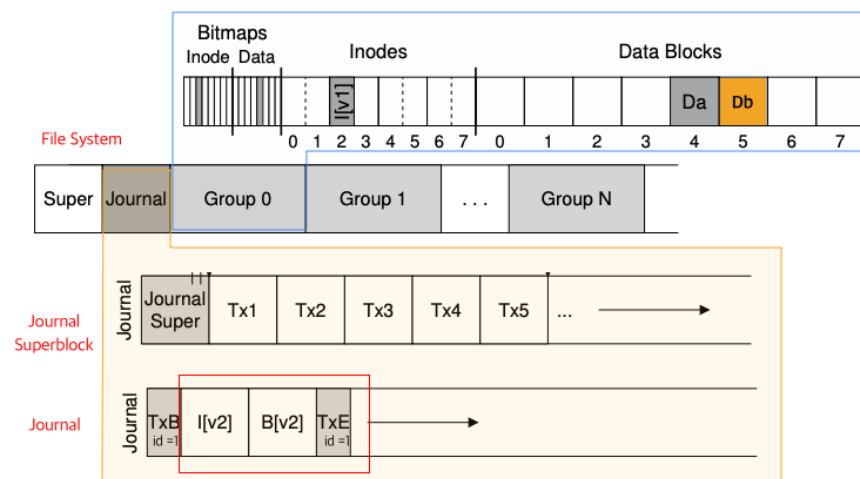 Bitmaps
Inode Data
Inodes
Data Blocks
I[v1]
Da
Db
0 1 2 3 4 5 6 7 0 1 2 3 4 5 6 7
File System
Super
Journal
Group 0
Group 1
. . .
Group N
Journal
Superblock
Journal
Journal
Super
Tx1
Tx2
Tx3
Tx4
Tx5
...
Journal
Journal
TxB
id =1
I[v2]
B[v2]
TxE
id =1